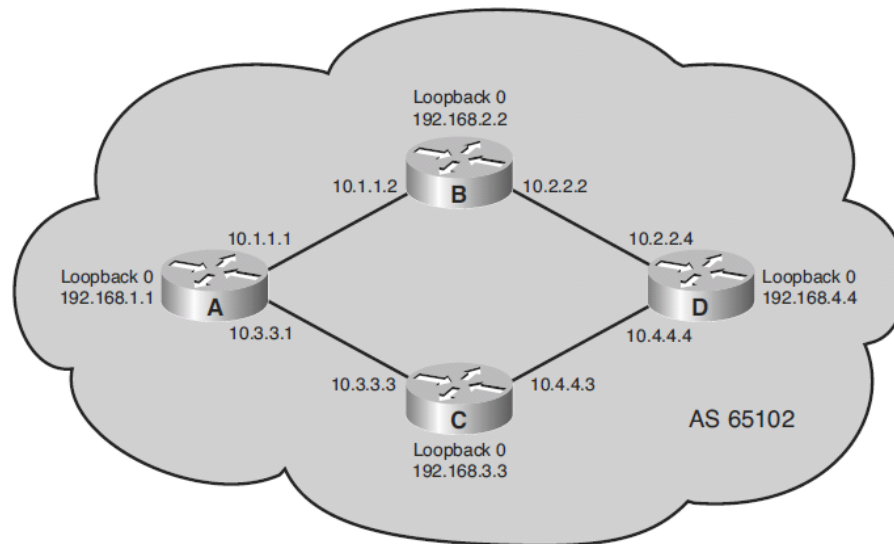 Loopback 0
192.168.2.2
B
10.1.1.2
10.2.2.2
10.1.1.1
10.2.2.4
Loopback 0
192.168.1.1
A
D
Loopback 0
192.168.4.4
10.3.3.1
10.4.4.4
10.3.3.3
10.4.4.3
C
AS 65102
Loopback 0
192.168.3.3